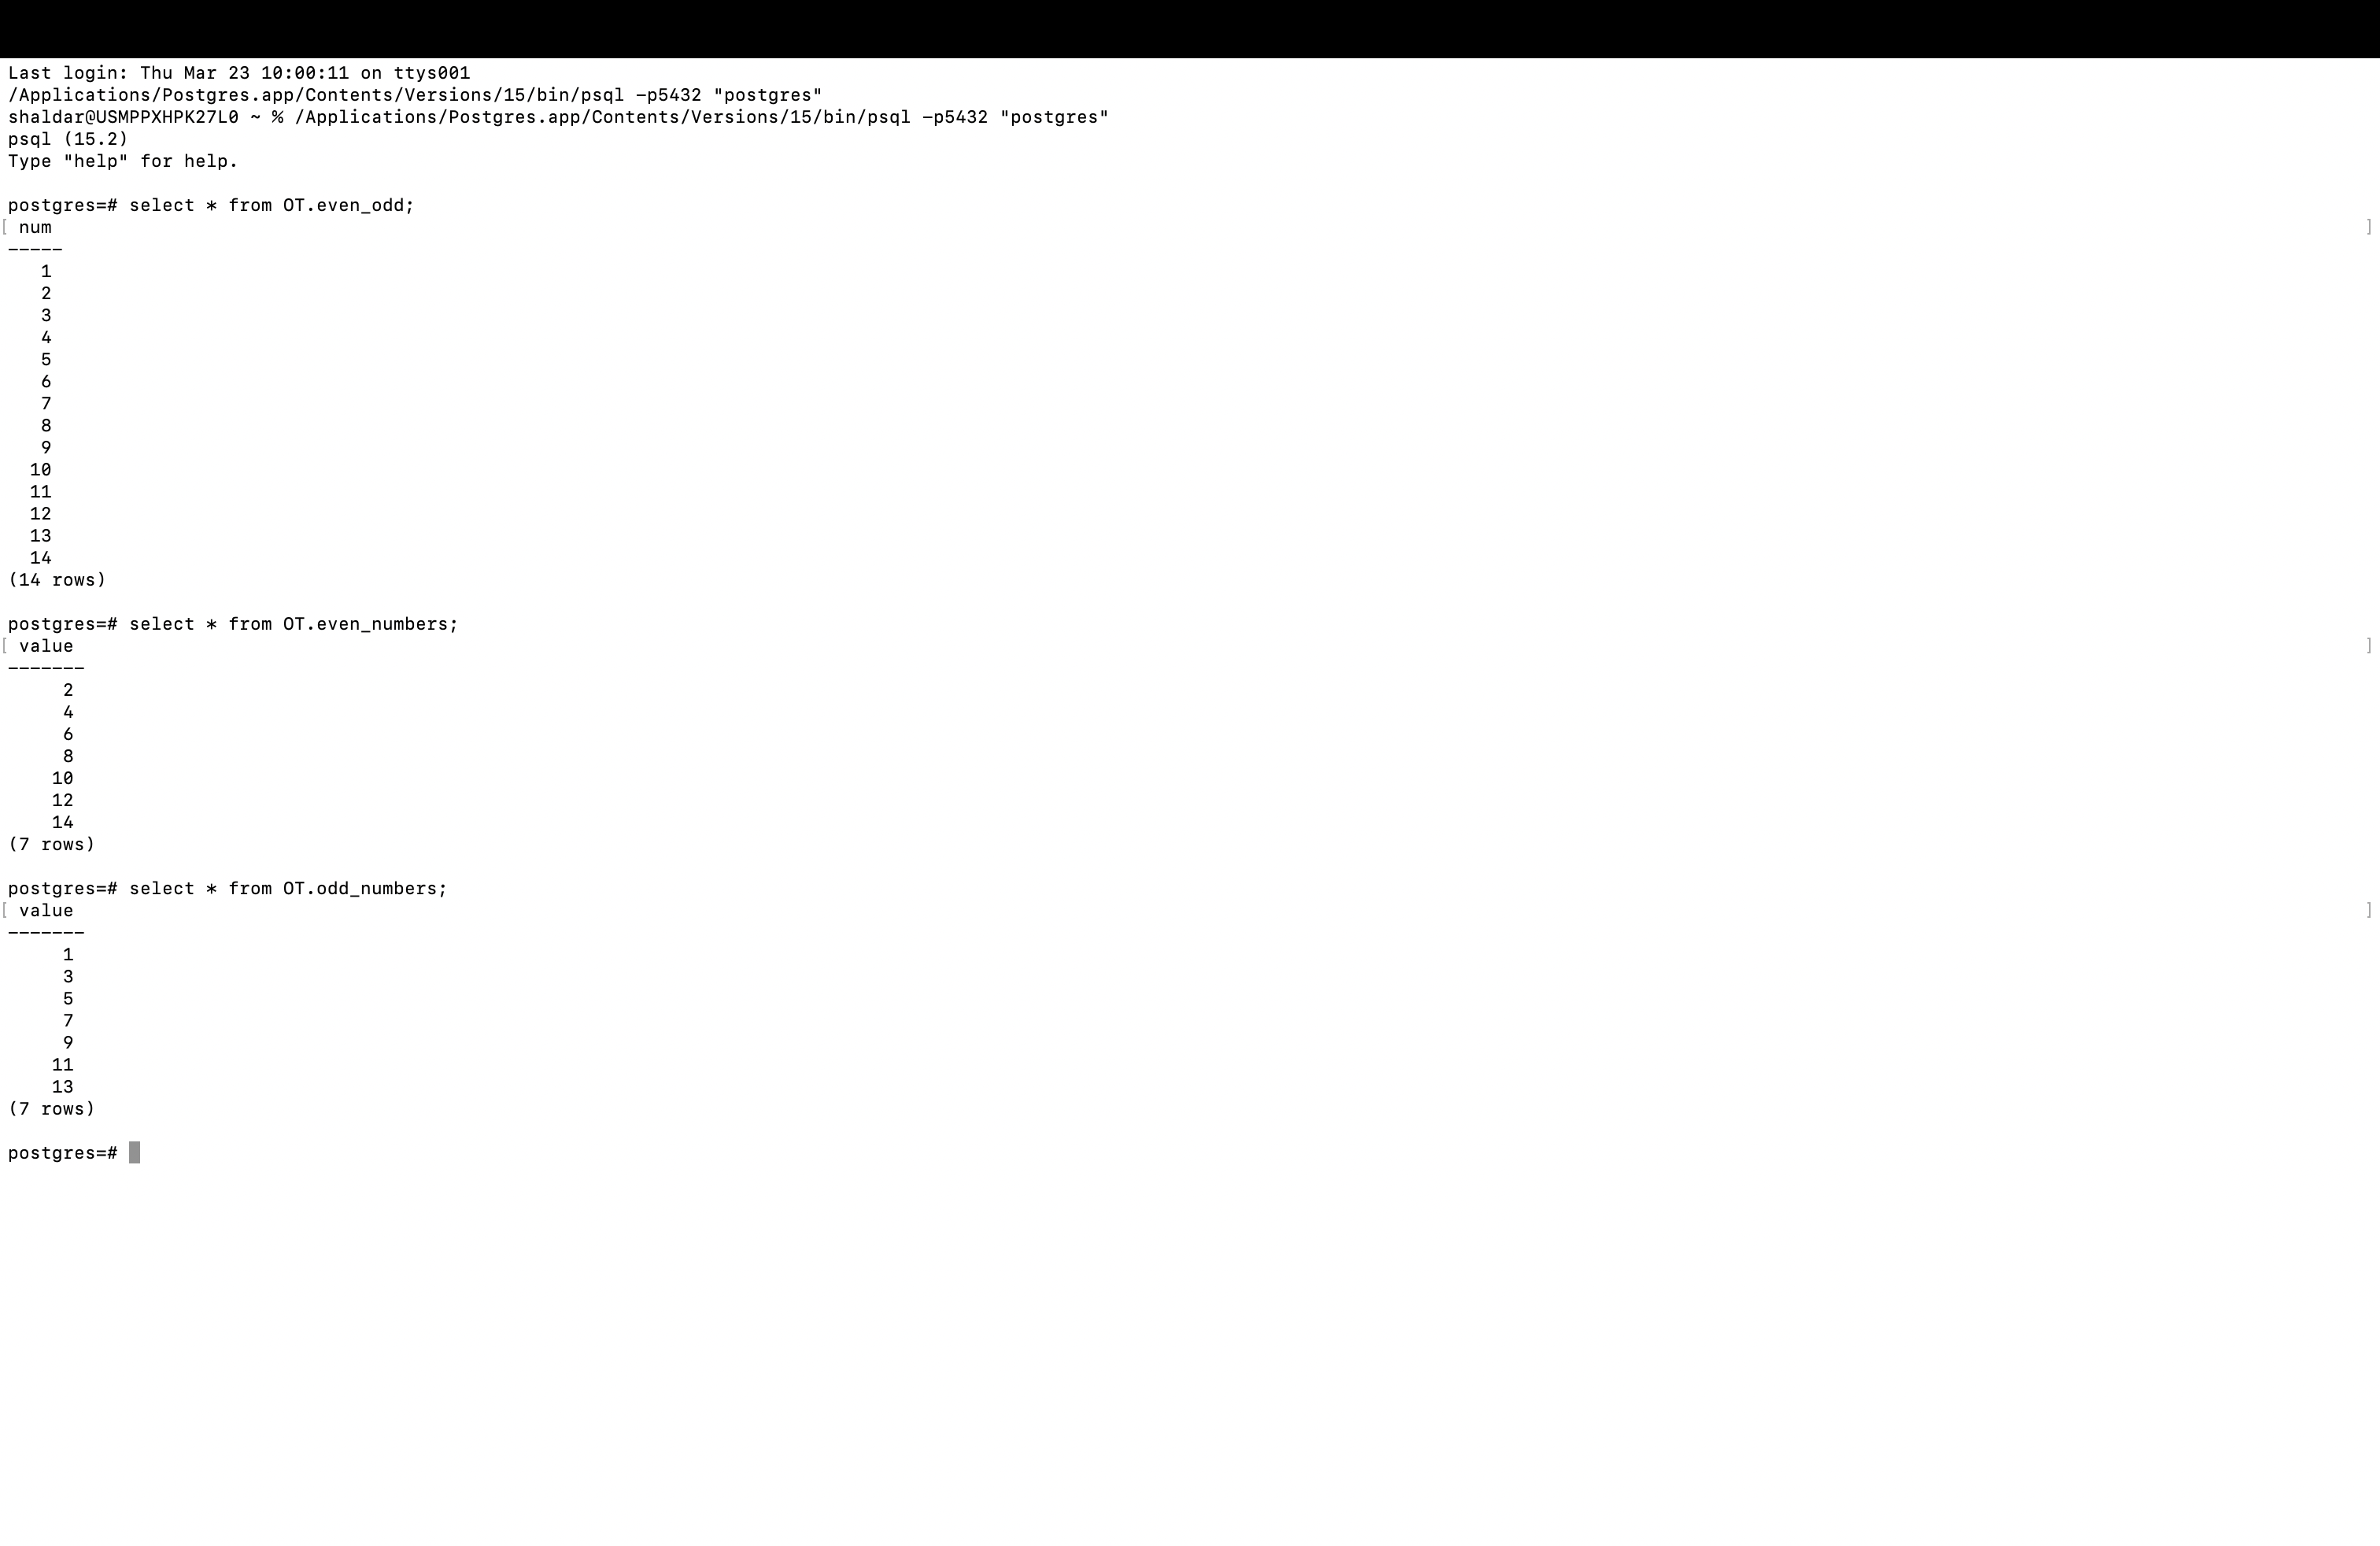 Last login: Thu Mar 23 10:00:11 on ttys001
/Applications/Postgres.app/Contents/Versions/15/bin/psql -p5432 "postgres"
shaldar@USMPPXHPK27L0 ~ % /Applications/Postgres.app/Contents/Versions/15/bin/psql -p5432 "postgres"
psql (15.2)
Type "help" for help.

postgres=# select * from OT.even_odd;
[ num ]
-----
1
2
3
4
5
6
7
8
9
10
11
12
13
14
(14 rows)

postgres=# select * from OT.even_numbers;
[ value ]
-------
2
4
6
8
10
12
14
(7 rows)

postgres=# select * from OT.odd_numbers;
[ value ]
-------
1
3
5
7
9
11
13
(7 rows)

postgres=#